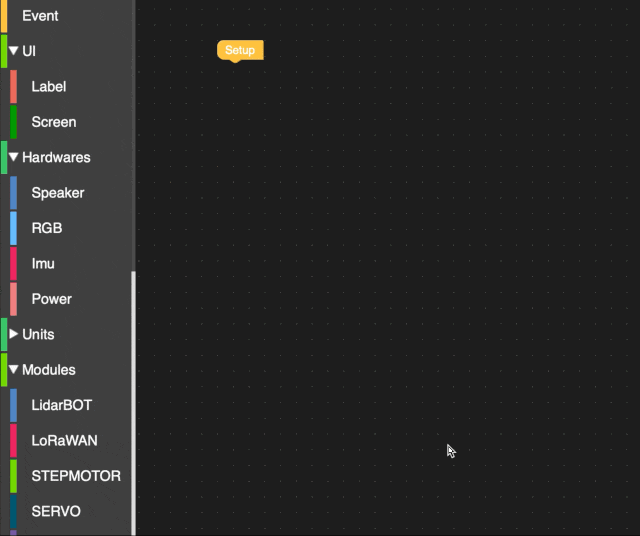 Event
Setup
UI
Label
Screen
Hardwares
Speaker
RGB
Imu
Power
Units
Modules
LidarBOT
LoRaWAN
STEPMOTOR
SERVO